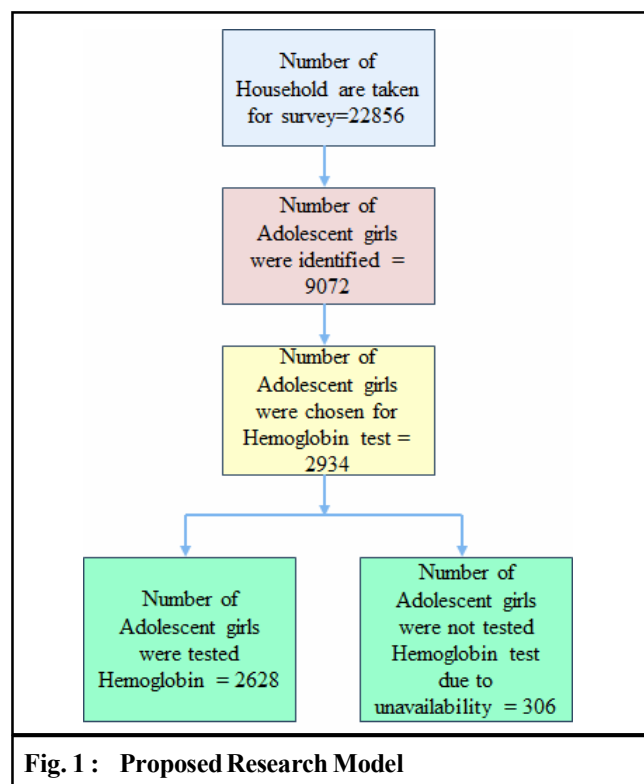 Number of
Household are taken
for survey=22856
Number of
Adolescent girls
were identified =
9072
Number of
Adolescent girls
were chosen for
Hemoglobin test =
2934
Number of
Adolescent girls
were tested
Hemoglobin = 2628
Number of
Adolescent girls
were not tested
Hemoglobin test
due to
unavailability = 306
Fig. 1 : Proposed Research Model